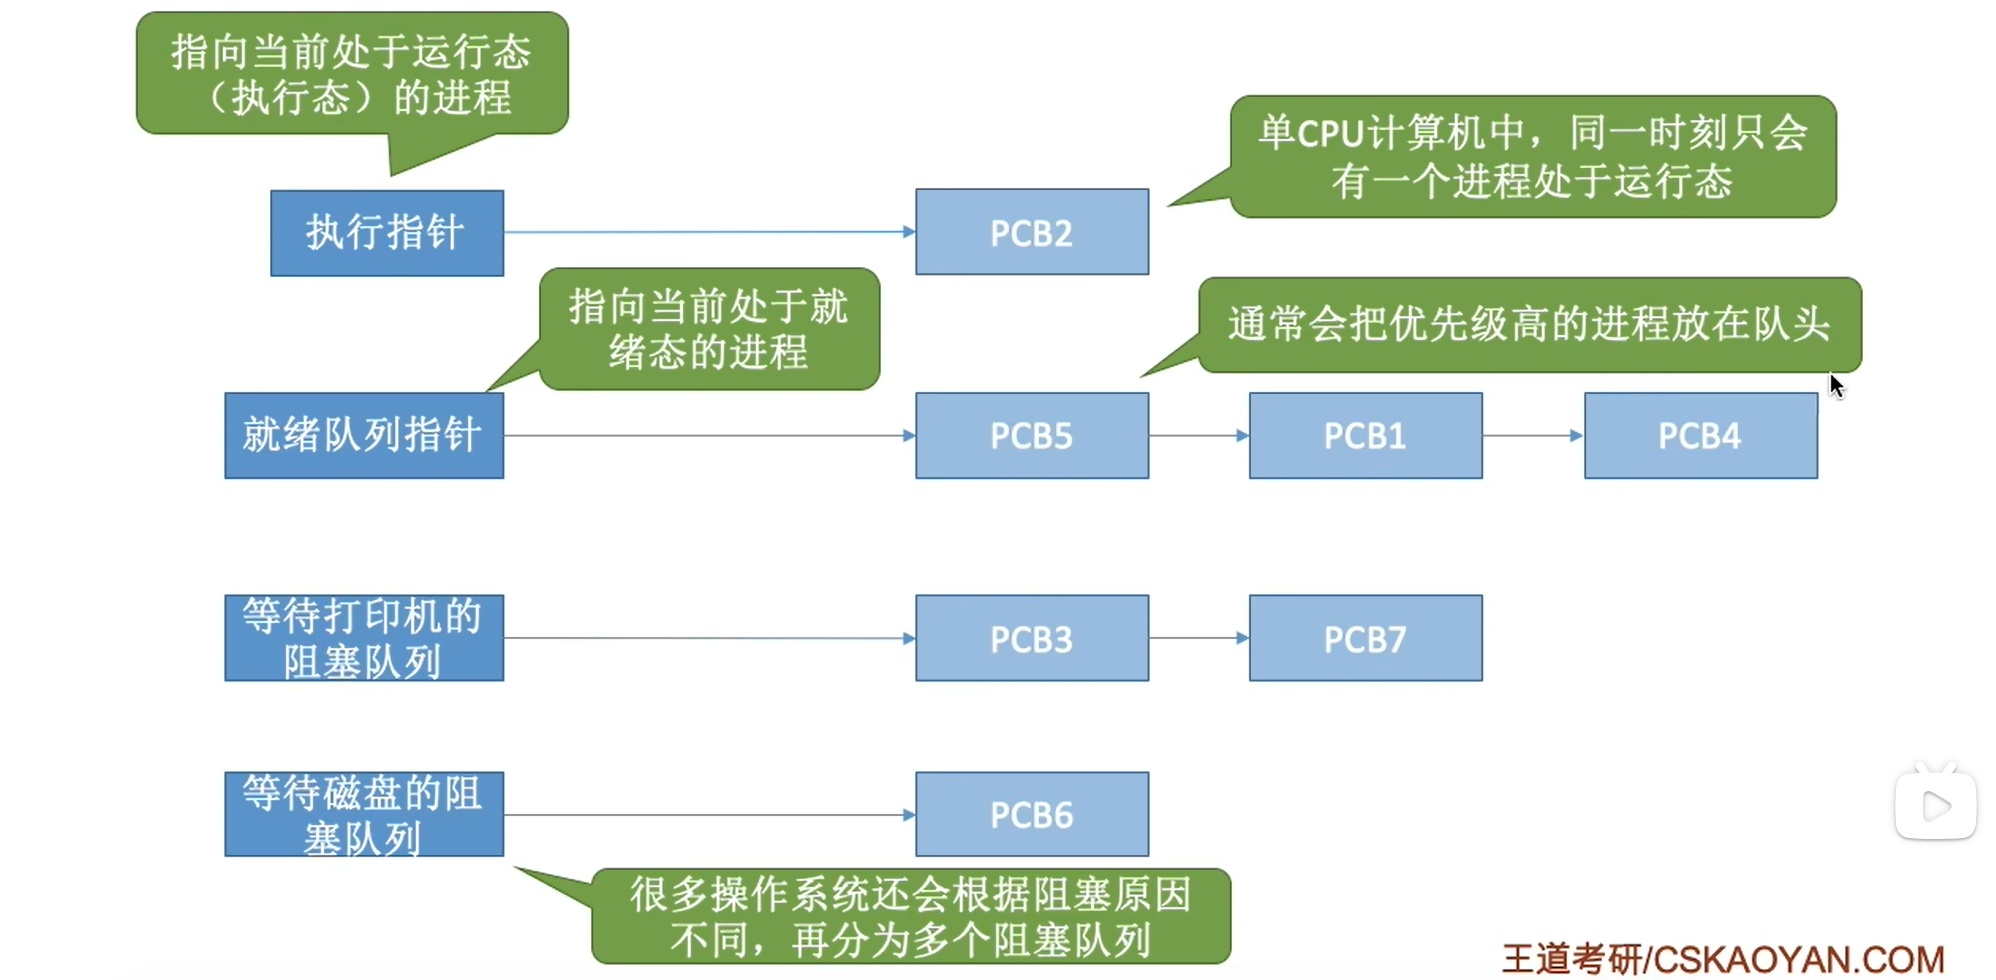 指向当前处于运行态
（执行态）的进程
单CPU计算机中，同一时刻只会
有一个进程处于运行态
执行指针
PCB2
指向当前处于就
绪态的进程
通常会把优先级高的进程放在队头
就绪队列指针
PCB5
PCB1
PCB4
等待打印机的
阻塞队列
PCB3
PCB7
等待磁盘的阻
塞队列
PCB6
很多操作系统还会根据阻塞原因
不同，再分为多个阻塞队列
王道考研/CSKAOYAN.COM